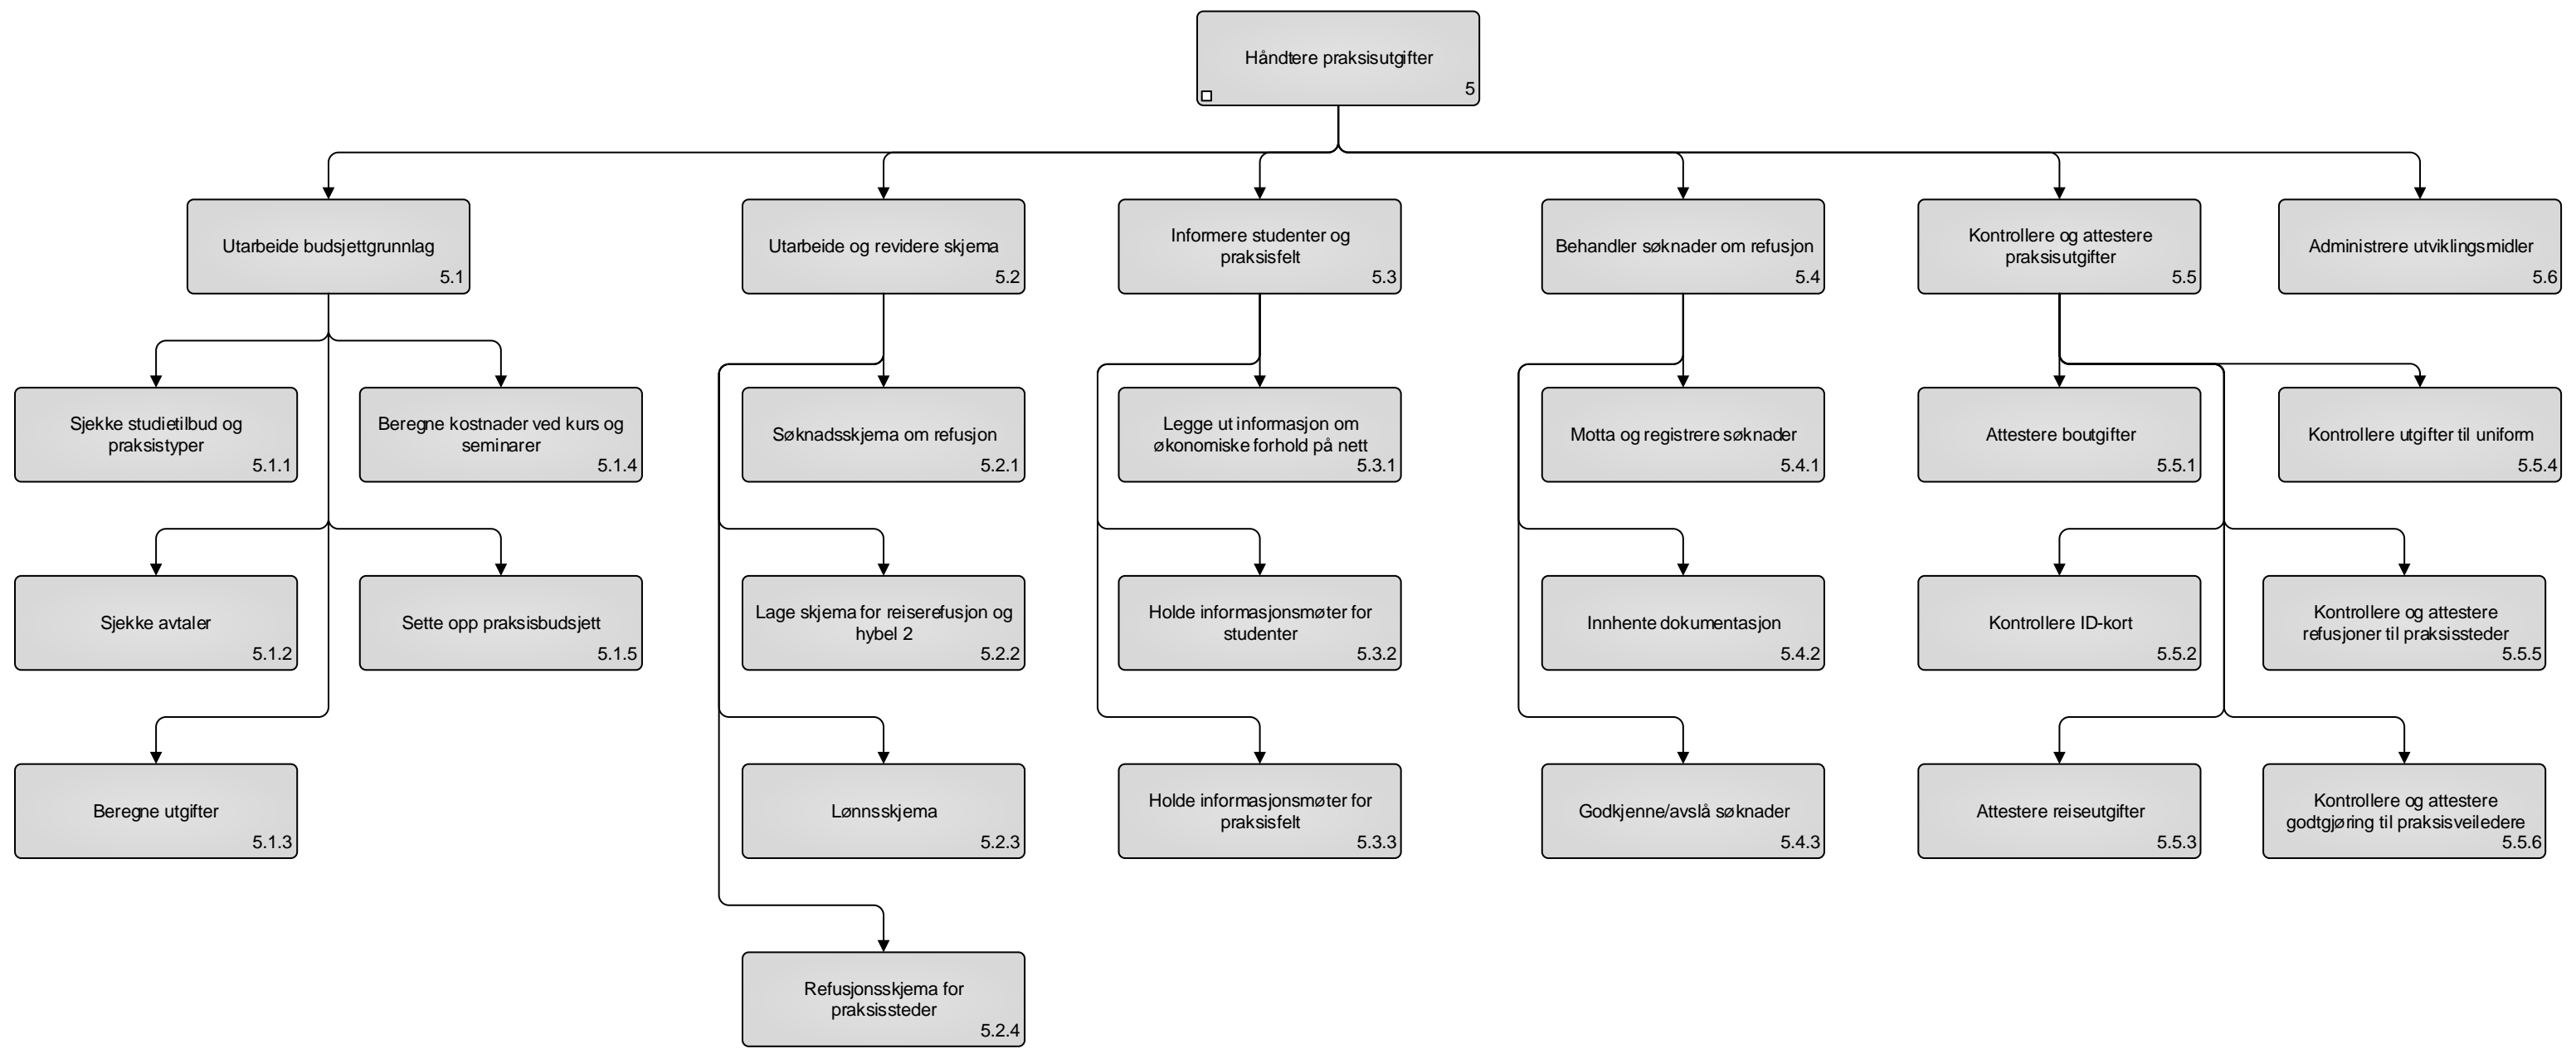 Håndtere praksisutgifter
5
Utarbeide budsjettgrunnlag
5.1
Utarbeide og revidere skjema
5.2
Informere studenter og
praksisfelt
5.3
Behandler søknader om refusjon
5.4
Kontrollere og attestere
praksisutgifter
5.5
Administrere utviklingsmidler
5.6
Sjekke studietilbud og
praksistyper
5.1.1
Beregne kostnader ved kurs og
seminarer
5.1.4
Søknadsskjema om refusjon
5.2.1
Legge ut informasjon om
økonomiske forhold på nett
5.3.1
Motta og registrere søknader
5.4.1
Attestere boutgifter
5.5.1
Kontrollere utgifter til uniform
5.5.4
Sjekke avtaler
5.1.2
Sette opp praksisbudsjett
5.1.5
Lage skjema for reiserefusjon og
hybel 2
5.2.2
Holde informasjonsmøter for
studenter
5.3.2
Innhente dokumentasjon
5.4.2
Kontrollere ID-kort
5.5.2
Kontrollere og attestere
refusjoner til praksissteder
5.5.5
Beregne utgifter
5.1.3
Lønnsskjema
5.2.3
Holde informasjonsmøter for
praksisfelt
5.3.3
Godkjenne/avslå søknader
5.4.3
Attestere reiseutgifter
5.5.3
Kontrollere og attestere
godtgjøring til praksisveiledere
5.5.6
Refusjonsskjema for
praksissteder
5.2.4